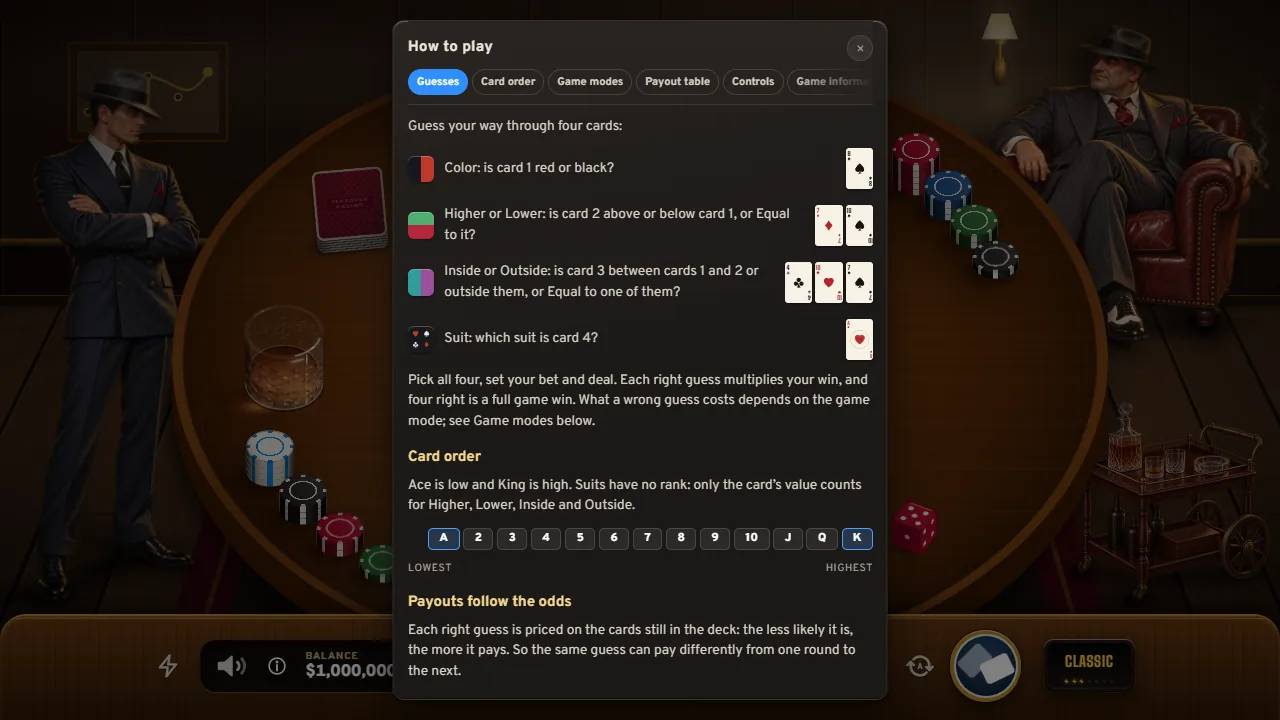 How to play
×
Guesses
Card order
Game modes
Payout table
Controls
Game informa
Guess your way through four cards:
Color: is card 1 red or black?
Higher or Lower: is card 2 above or below card 1, or Equal
to it?
Inside or Outside: is card 3 between cards 1 and 2 or
outside them, or Equal to one of them?
Suit: which suit is card 4?
Pick all four, set your bet and deal. Each right guess multiplies your win, and
four right is a full game win. What a wrong guess costs depends on the game
mode; see Game modes below.
Card order
Ace is low and King is high. Suits have no rank: only the card's value counts
for Higher, Lower, Inside and Outside.
A 2 3 4 5 6 7 8 9 10 J Q K
LOWEST
HIGHEST
Payouts follow the odds
Each right guess is priced on the cards still in the deck: the less likely it is,
the more it pays. So the same guess can pay differently from one round to
the next.
BALANCE
$1,000,000
A
CLASSIC